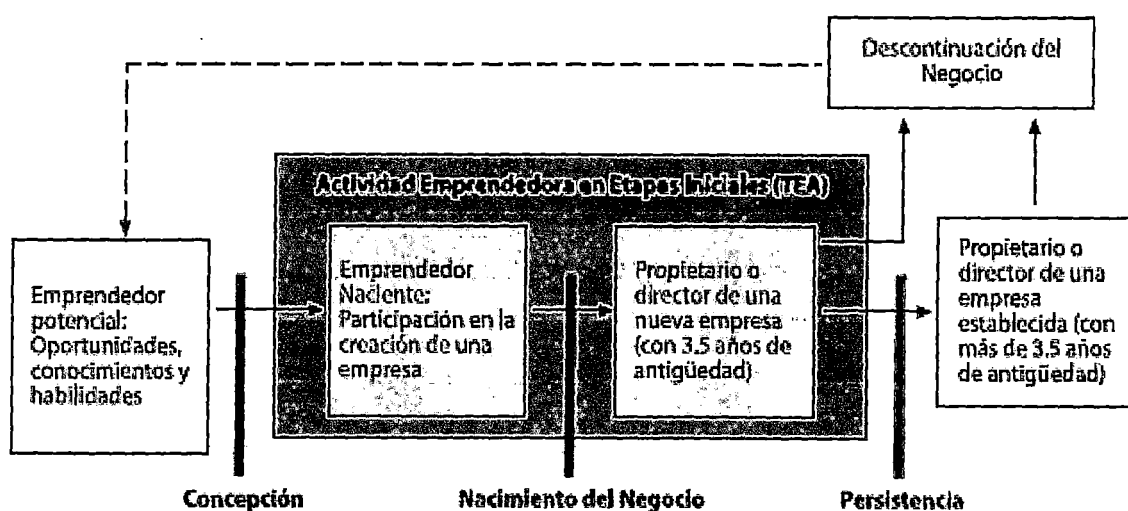 Descontinuación del
Negocio
Actividad Emprendedora en Etapas Iniciales (TEA)
Emprendedor
potencial:
Oportunidades,
conocimientos y
habilidades
Emprendedor
Naciente:
Participación en la
creación de una
empresa
Propietario o
director de una
nueva empresa
(con 3.5 años de
antigüedad)
Propietario o
director de una
empresa
establecida (con
más de 3.5 años
de antigüedad)
Concepción
Nacimiento del Negocio
Persistencia